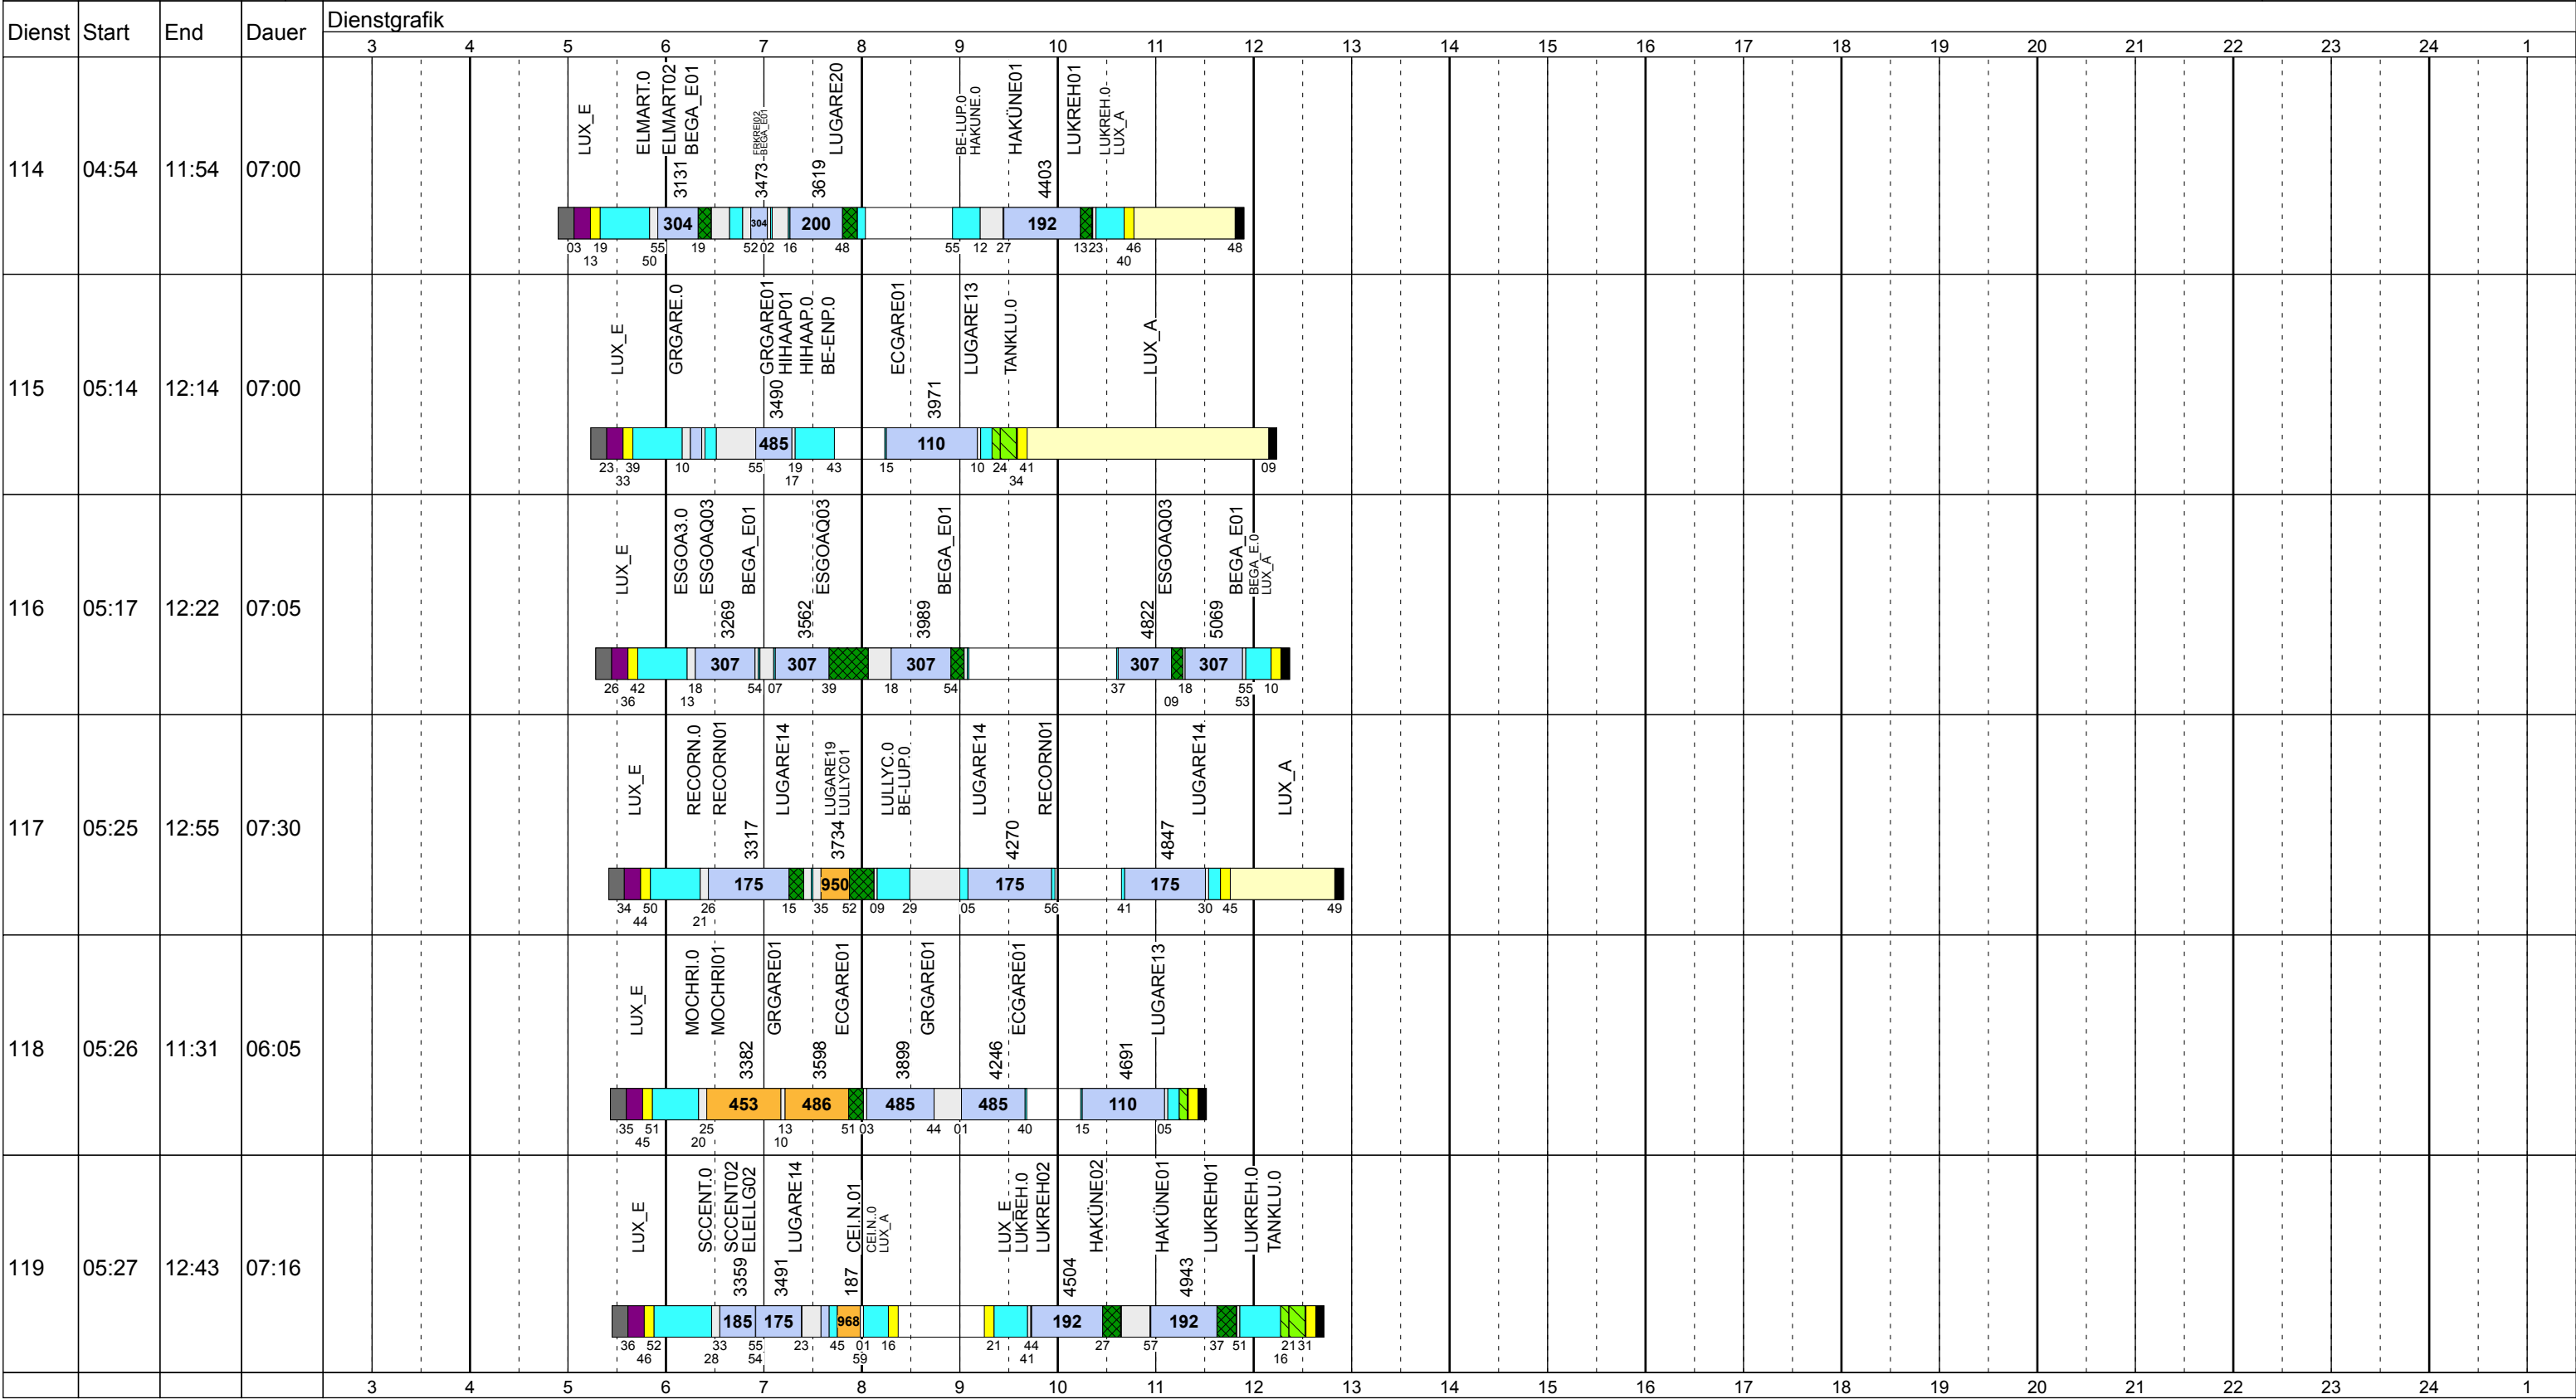 Dienst Start End Dauer Dienstgrafik
3 4 5 6 7 8 9 10 11 12 13 14 15 16 17 18 19 20 21 22 23 24 1
LUX_E ELMART.0 ELMART02 BEGA_E01 FRKREI02 BEGA_E01 LUGARE20 BE-LUP.0 HAKÜNE.0 HAKÜNE01 LUKREH01 LUKREH.0 LUX_A
3131 3473 3619 4403
114 04:54 11:54 07:00
304 304 200 192
03 19 55 19 52 02 16 48 55 12 27 13 23 46 48
13 50 40
LUX_E GRGARE.0 GRGARE01 HIHAAP01 HIHAAP.0 BE-ENP.0 ECGARE01 LUGARE13 TANKLU.0 LUX_A
3490 3971
115 05:14 12:14 07:00
485 110
23 39 10 55 19 43 15 10 24 41 09
33 17 34
LUX_E ESGOA3.0 ESGOAQ03 BEGA_E01 ESGOAQ03 BEGA_E01 ESGOAQ03 BEGA_E01 BEGA_E.0 LUX_A
3269 3562 3989 4822 5069
116 05:17 12:22 07:05
307 307 307 307 307
26 42 18 54 07 39 18 54 37 18 55 10
36 13 09 53
LUX_E RECORN.0 RECORN01 LUGARE14 LUGARE19 LULLYC01 LULLYC.0 BE-LUP.0 LUGARE14 RECORN01 LUGARE14 LUX_A
3317 3734 4270 4847
117 05:25 12:55 07:30
175 950 175 175
34 50 26 15 35 52 09 29 05 56 41 30 45 49
44 21
LUX_E MOCHRI.0 MOCHRI01 GRGARE01 ECGARE01 GRGARE01 ECGARE01 LUGARE13
3382 3598 3899 4246 4691
118 05:26 11:31 06:05
453 486 485 485 110
35 51 25 13 51 03 44 01 40 15 05
45 20 10
LUX_E SCCENT.0 SCCENT02 ELELLG02 LUGARE14 CEI.N.01 CEI.N..0 LUX_A LUX_E LUKREH.0 LUKREH02 HAKÜNE02 HAKÜNE01 LUKREH01 LUKREH.0 TANKLU.0
3359 3491 187 4504 4943
119 05:27 12:43 07:16
185 175 968 192 192
36 52 33 55 23 45 01 16 21 44 27 57 37 51 21 31
46 28 54 59 41 16
3 4 5 6 7 8 9 10 11 12 13 14 15 16 17 18 19 20 21 22 23 24 1